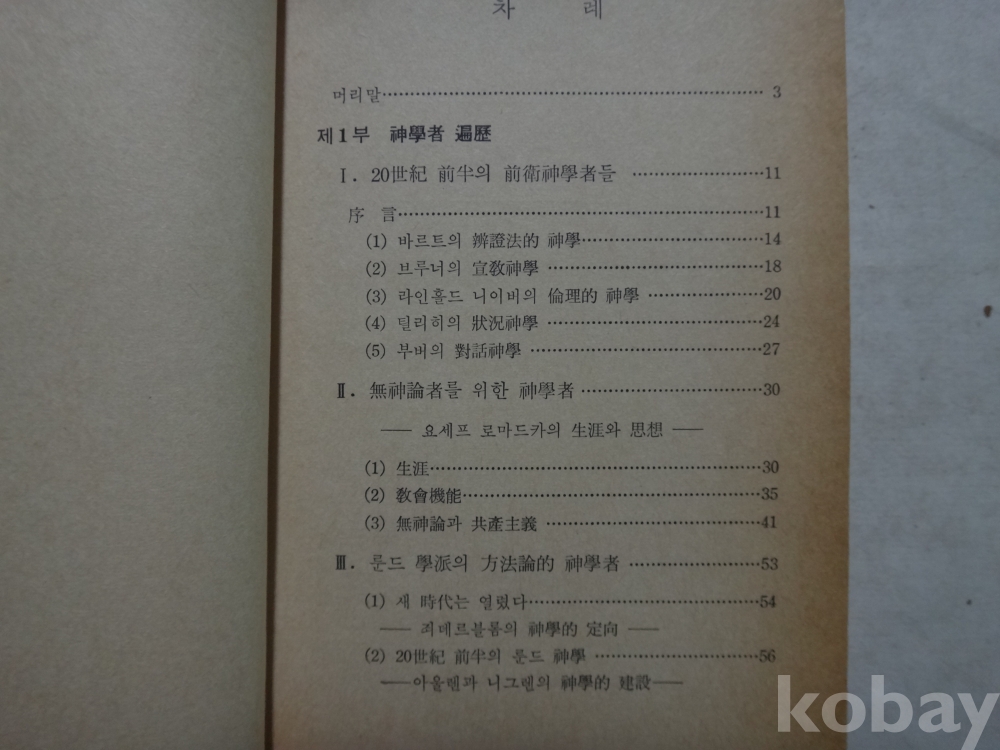 차 례
머리말 3
제1부 神學者 遍歷
Ⅰ. 20世紀 前半의 前衛神學者들 11
序 言 11
(1) 바르트의 辨證法的 神學 14
(2) 브루너의 宣敎神學 18
(3) 라인홀드 니이버의 倫理的 神學 20
(4) 틸리히의 狀況神學 24
(5) 부버의 對話神學 27
Ⅱ. 無神論者를 위한 神學者 30
── 요세프 로마드카의 生涯와 思想 ──
(1) 生涯 30
(2) 敎會機能 35
(3) 無神論과 共産主義 41
Ⅲ. 룬드 學派의 方法論的 神學者 53
(1) 새 時代는 열렸다 54
── 죄데르블룸의 神學的 定向 ──
(2) 20世紀 前半의 룬드 神學 56
──아울렌과 니그렌의 神學的 建設──
kobay